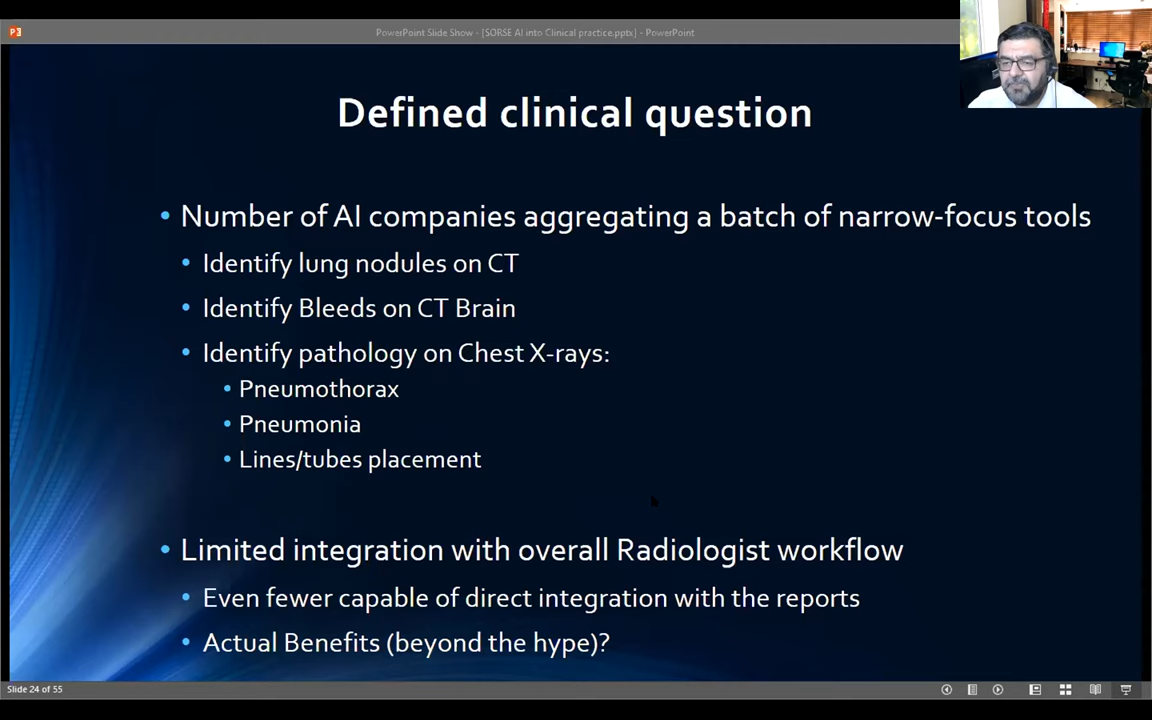 PowerPoint Slide Show - [SORSE AI into Clinical practice.pptx] - PowerPoint
Defined clinical question
• Number of AI companies aggregating a batch of narrow-focus tools
• Identify lung nodules on CT
• Identify Bleeds on CT Brain
• Identify pathology on Chest X-rays:
• Pneumothorax
• Pneumonia
• Lines/tubes placement
• Limited integration with overall Radiologist workflow
• Even fewer capable of direct integration with the reports
• Actual Benefits (beyond the hype)?
Slide 24 of 55